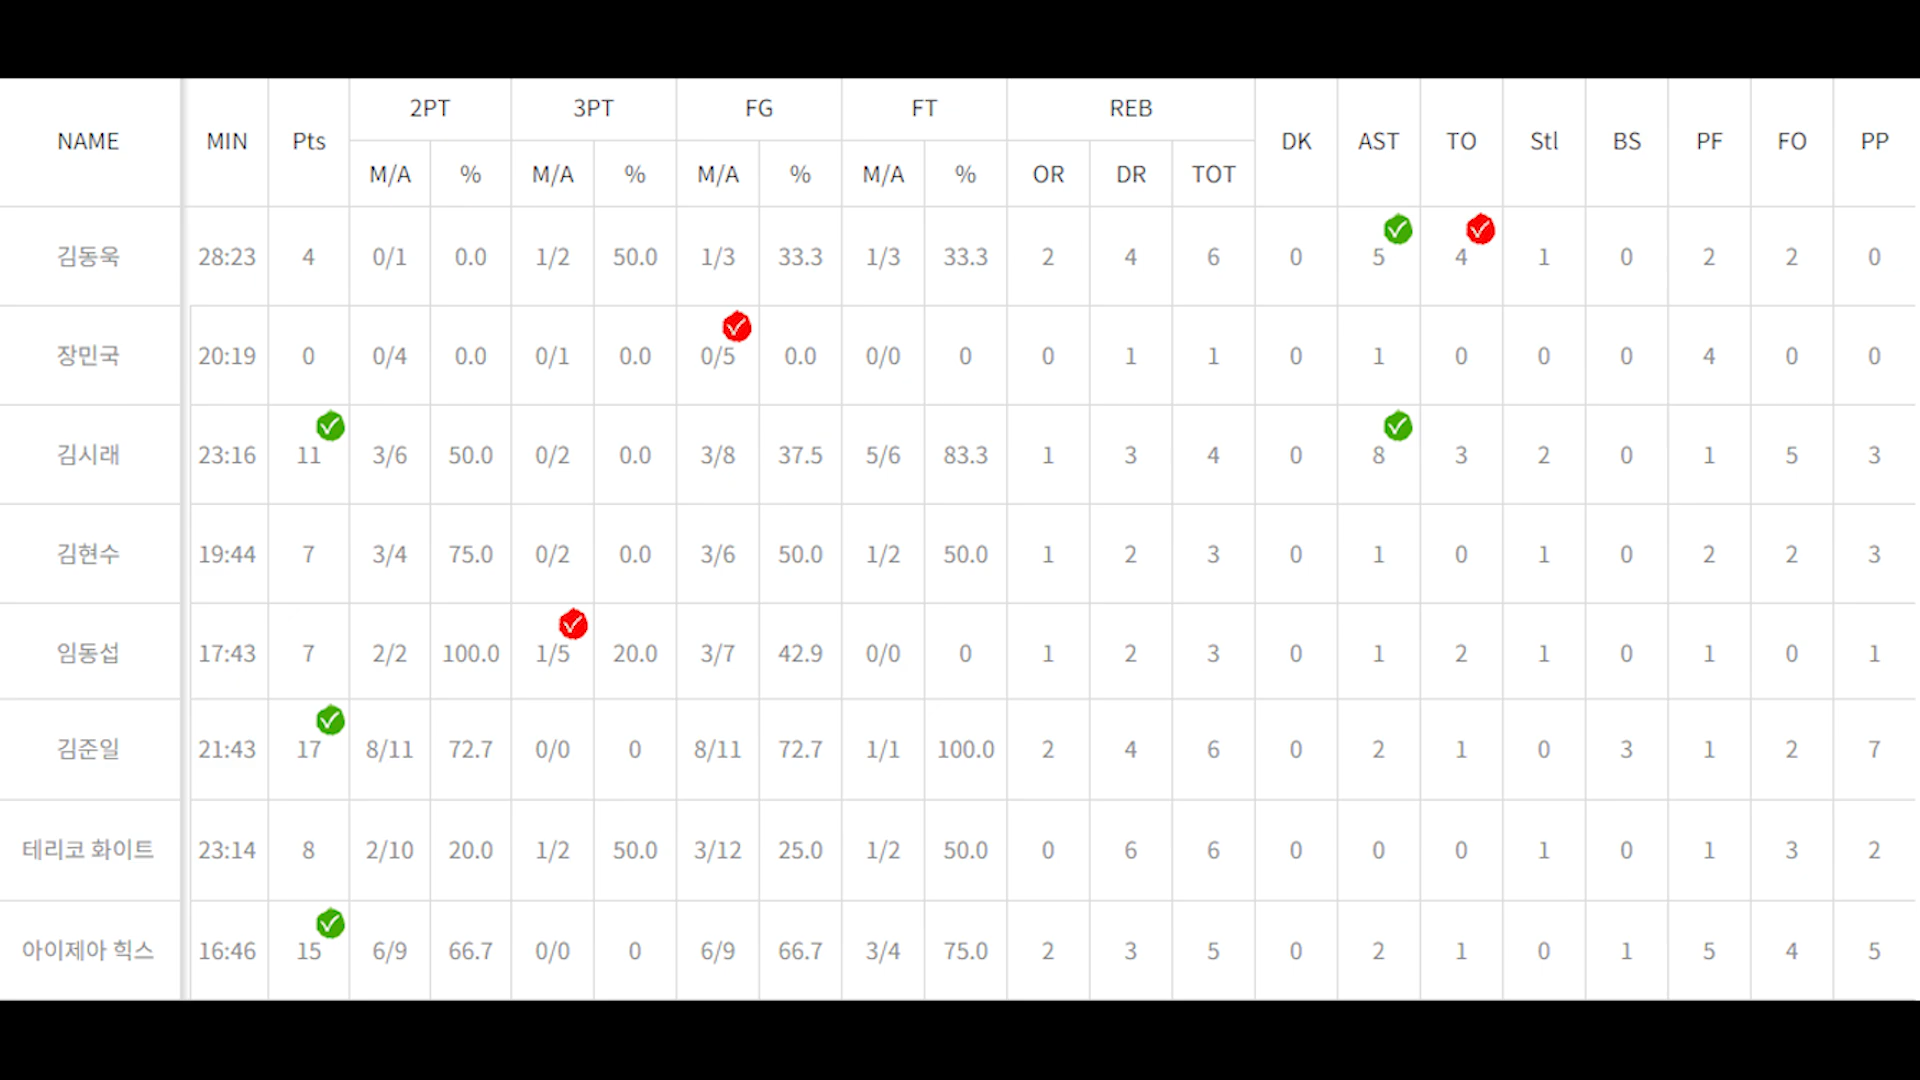 NAME MIN Pts 2PT 3PT FG FT REB DK AST TO Stl BS PF FO PP
M/A % M/A % M/A % M/A % OR DR TOT
김동욱 28:23 4 0/1 0.0 1/2 50.0 1/3 33.3 1/3 33.3 2 4 6 0 5 4 1 0 2 2 0
장민국 20:19 0 0/4 0.0 0/1 0.0 0/5 0.0 0/0 0 0 1 1 0 1 0 0 0 4 0 0
김시래 23:16 11 3/6 50.0 0/2 0.0 3/8 37.5 5/6 83.3 1 3 4 0 8 3 2 0 1 5 3
김현수 19:44 7 3/4 75.0 0/2 0.0 3/6 50.0 1/2 50.0 1 2 3 0 1 0 1 0 2 2 3
임동섭 17:43 7 2/2 100.0 1/5 20.0 3/7 42.9 0/0 0 1 2 3 0 1 2 1 0 1 0 1
김준일 21:43 17 8/11 72.7 0/0 0 8/11 72.7 1/1 100.0 2 4 6 0 2 1 0 3 1 2 7
테리코 화이트 23:14 8 2/10 20.0 1/2 50.0 3/12 25.0 1/2 50.0 0 6 6 0 0 0 1 0 1 3 2
아이제아 힉스 16:46 15 6/9 66.7 0/0 0 6/9 66.7 3/4 75.0 2 3 5 0 2 1 0 1 5 4 5